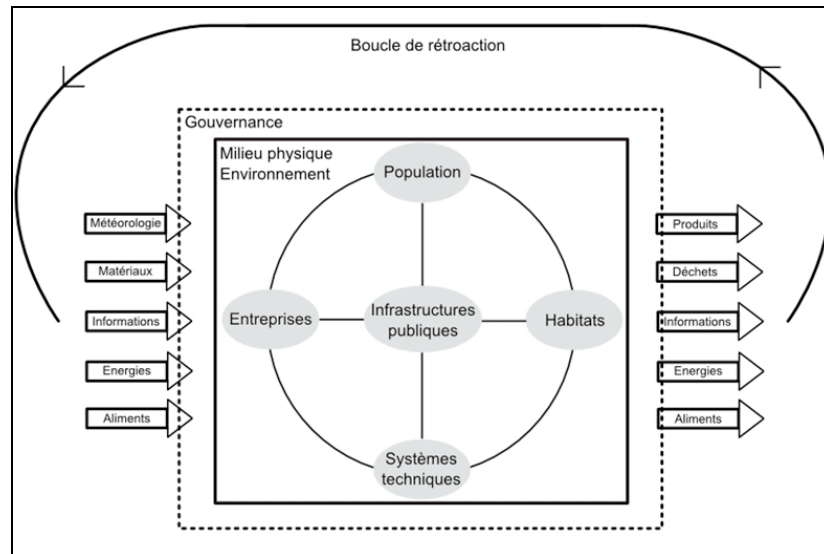 Boucle de rétroaction
Gouvernance
Milieu physique
Environnement
Population
Météorologie
Matériaux
Informations
Energies
Aliments
Entreprises
Infrastructures
publiques
Habitats
Systèmes
techniques
Produits
Déchets
Informations
Energies
Aliments